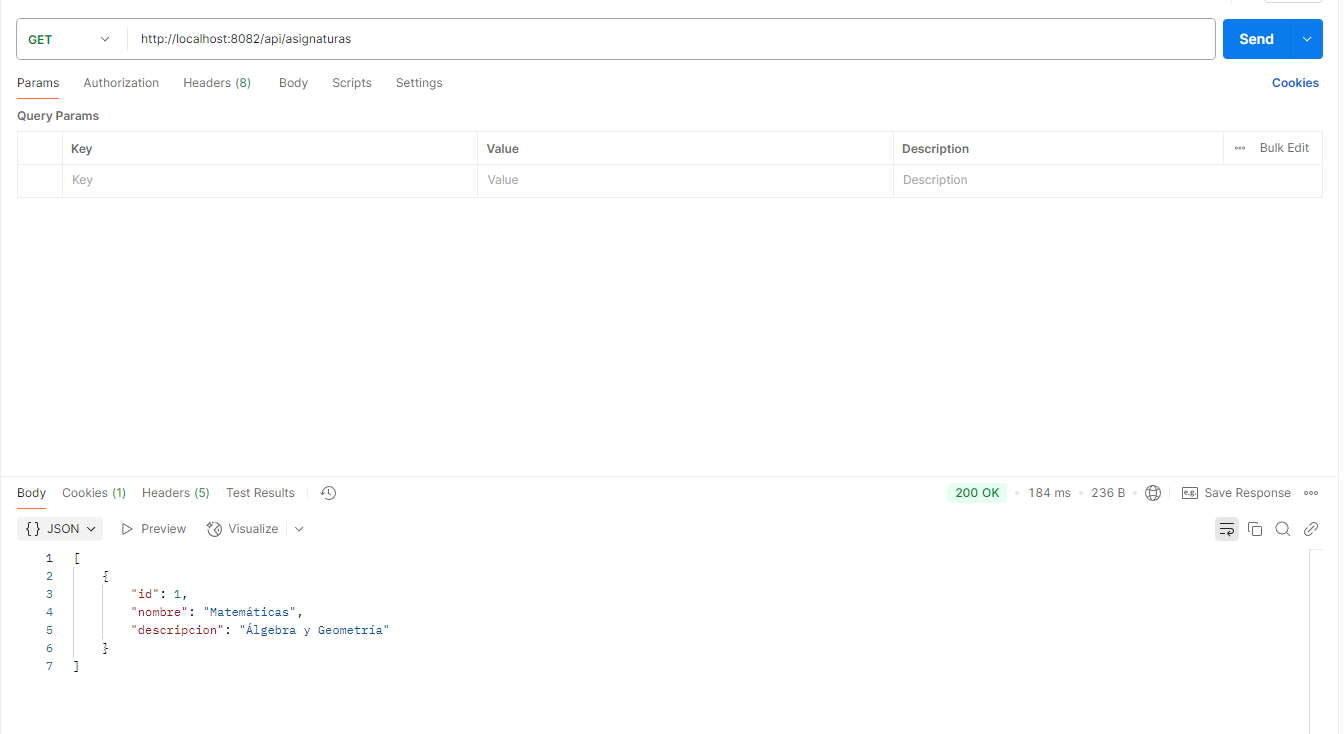 GET http://localhost:8082/api/asignaturas Send
Params Authorization Headers (8) Body Scripts Settings Cookies
Query Params
Key Value Description Bulk Edit
Key Value Description
Body Cookies (1) Headers (5) Test Results 200 OK • 184 ms • 236 B • e.g. Save Response
{} JSON Preview Visualize
1 [
2 {
3 "id": 1,
4 "nombre": "Matemáticas",
5 "descripcion": "Álgebra y Geometría"
6 }
7 ]